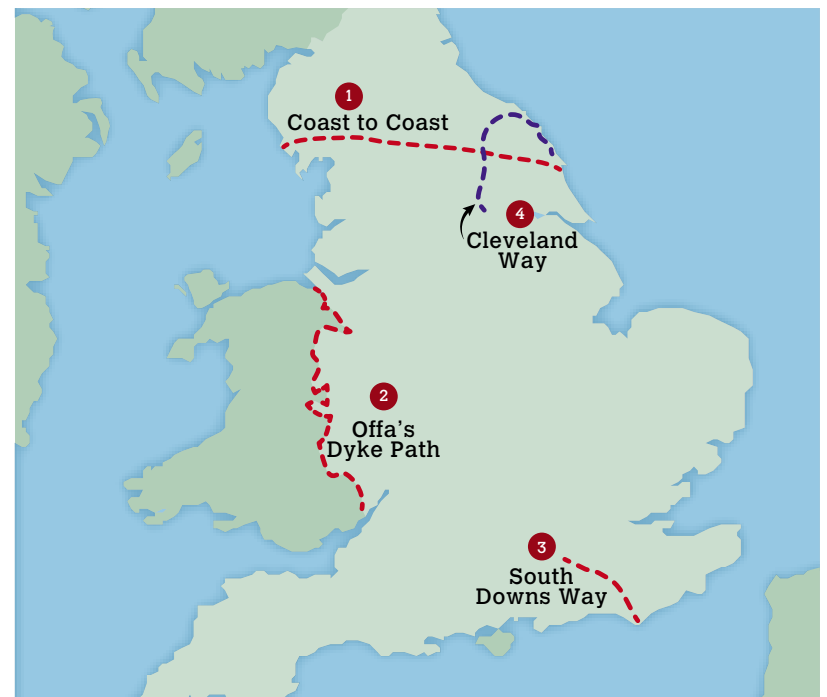 1
Coast to Coast
4
Cleveland
Way
2
Offa's
Dyke Path
3
South
Downs Way